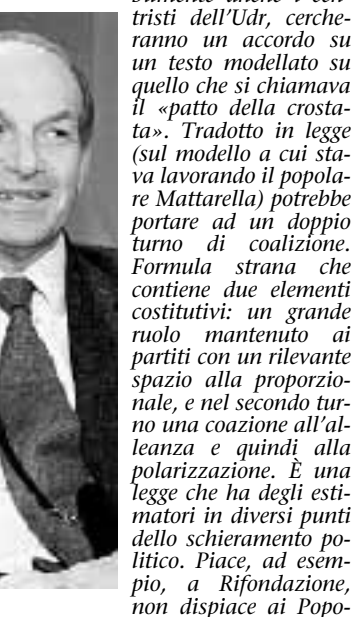 tristi dell'Udr, cerche-
ranno un accordo su
un testo modellato su
quello che si chiamava
il «patto della crosta-
ta». Tradotto in legge
(sul modello a cui sta-
va lavorando il popola-
re Mattarella) potrebbe
portare ad un doppio
turno di coalizione.
Formula strana che
contiene due elementi
costitutivi: un grande
ruolo mantenuto ai
partiti con un rilevante
spazio alla proporzio-
nale, e nel secondo tur-
no una coazione all'al-
leanza e quindi alla
polarizzazione. È una
legge che ha degli esti-
matori in diversi punti
dello schieramento po-
litico. Piace, ad esem-
pio, a Rifondazione,
non dispiace ai Popo-